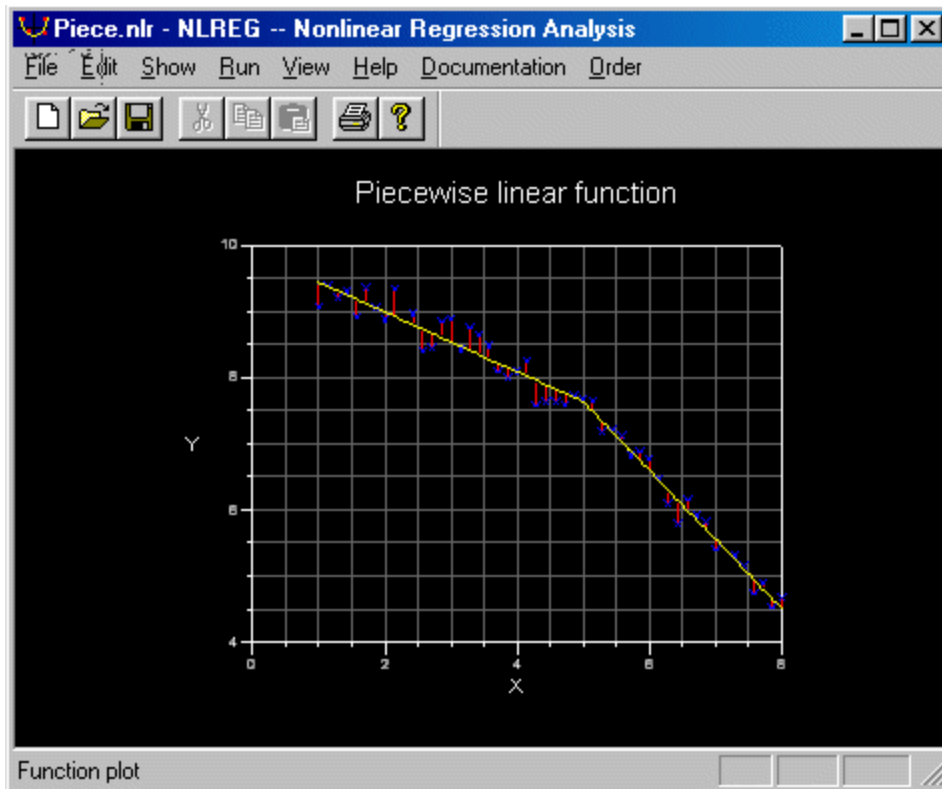 Piece.nlr - NLREG -- Nonlinear Regression Analysis
File Edit Show Run View Help Documentation Order
Piecewise linear function
10
8
Y
6
4
0 2 4 6 8
X
Function plot